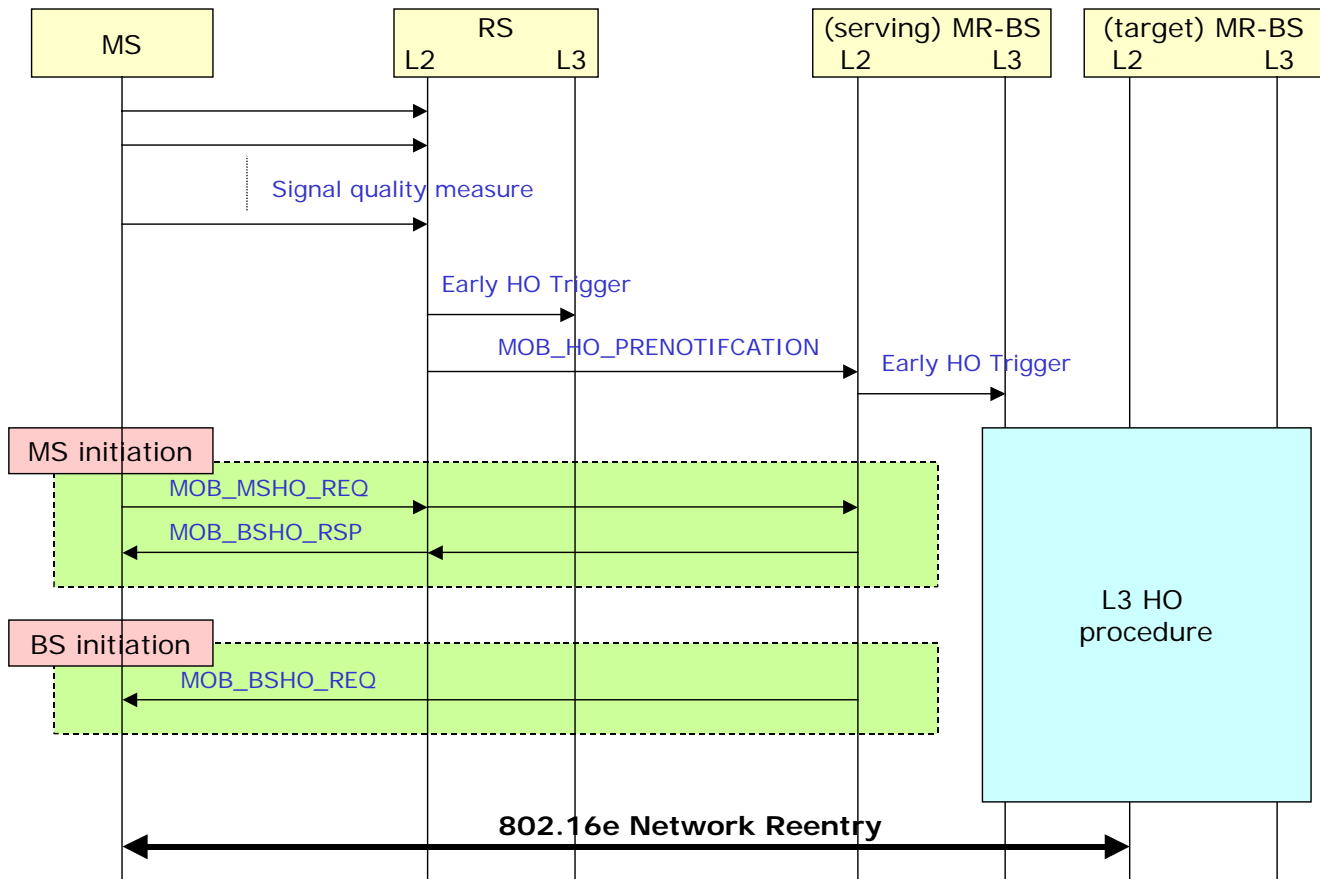 MS
RS
L2 L3
(serving) MR-BS
L2 L3
(target) MR-BS
L2 L3
Signal quality measure
Early HO Trigger
MOB_HO_PRENOTIFCATION
Early HO Trigger
MS initiation
MOB_MSHO_REQ
MOB_BSHO_RSP
L3 HO
procedure
BS initiation
MOB_BSHO_REQ
802.16e Network Reentry